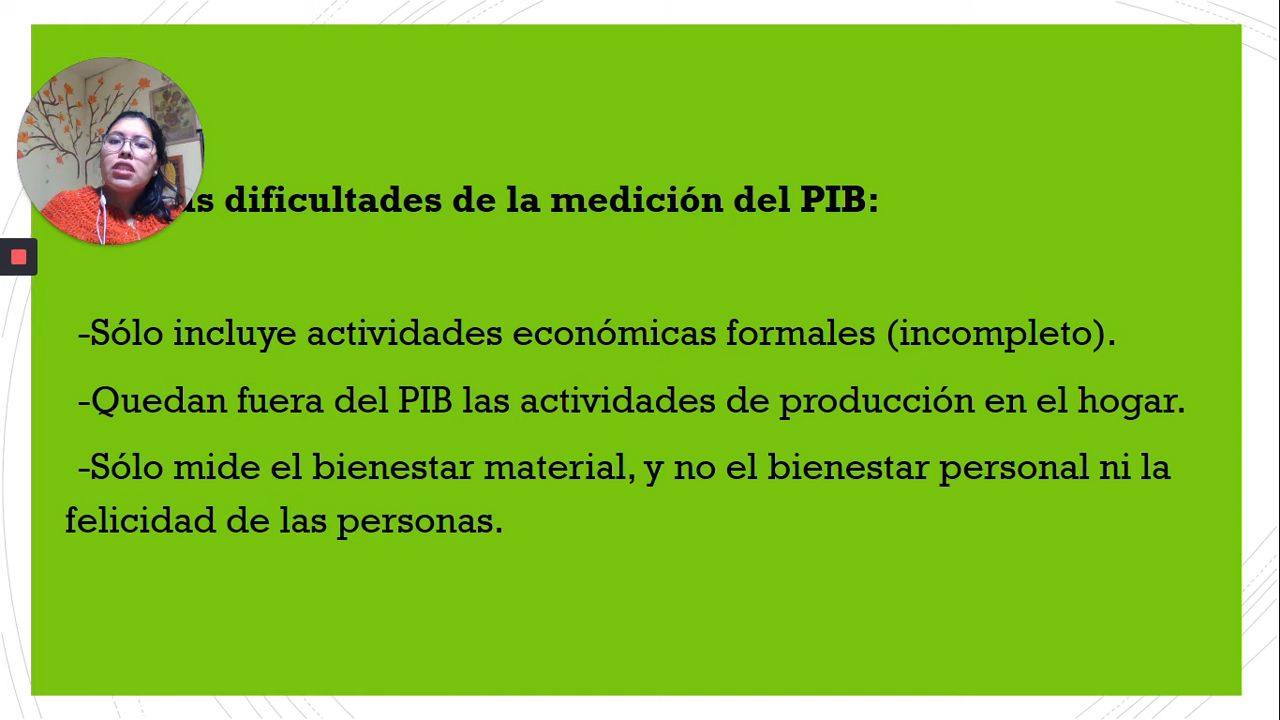 dificultades de la medición del PIB:
-Sólo incluye actividades económicas formales (incompleto).
-Quedan fuera del PIB las actividades de producción en el hogar.
-Sólo mide el bienestar material, y no el bienestar personal ni la
felicidad de las personas.